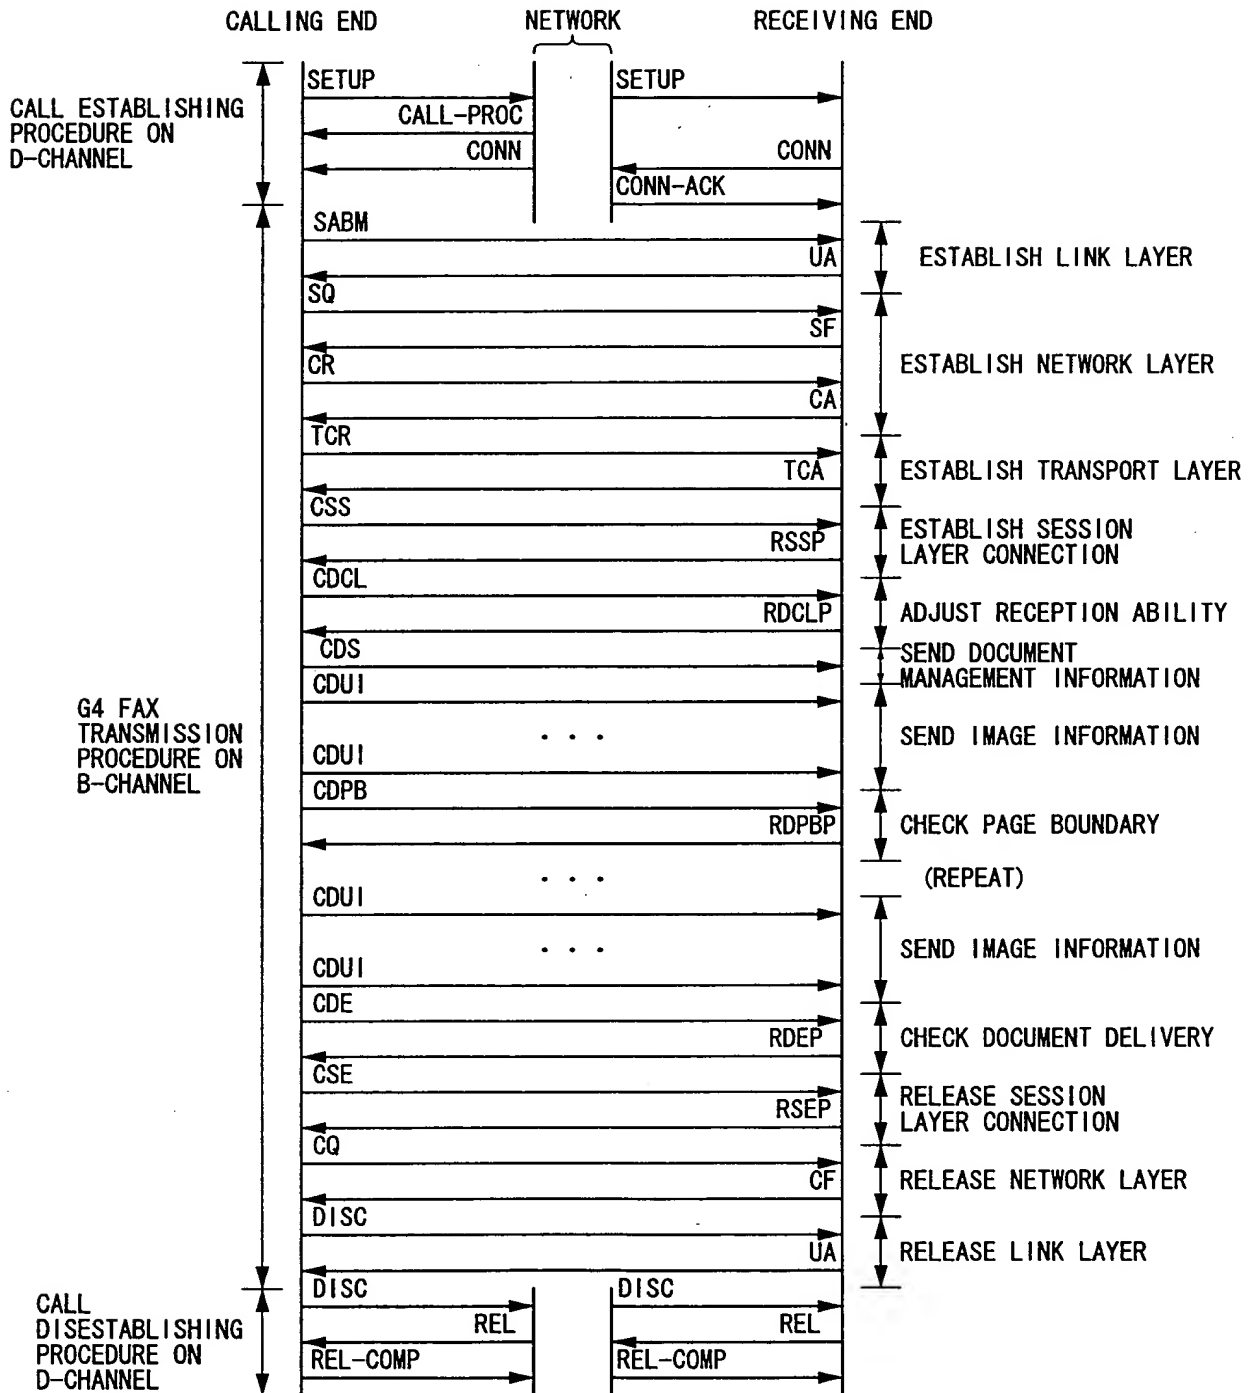 CALLING END
NETWORK
RECEIVING END
SETUP
SETUP
CALL ESTABLISHING
PROCEDURE ON
D-CHANNEL
CALL-PROC
CONN
CONN
CONN-ACK
SABM
UA
ESTABLISH LINK LAYER
SQ
SF
ESTABLISH NETWORK LAYER
CR
CA
TCR
TCA
ESTABLISH TRANSPORT LAYER
CSS
RSSP
ESTABLISH SESSION
LAYER CONNECTION
CDCL
RDCLP
ADJUST RECEPTION ABILITY
CDS
SEND DOCUMENT
MANAGEMENT INFORMATION
CDUI
G4 FAX
TRANSMISSION
PROCEDURE ON
B-CHANNEL
. . .
SEND IMAGE INFORMATION
CDUI
CDPB
RDPBP
CHECK PAGE BOUNDARY
. . .
(REPEAT)
CDUI
. . .
SEND IMAGE INFORMATION
CDUI
CDE
RDEP
CHECK DOCUMENT DELIVERY
CSE
RSEP
RELEASE SESSION
LAYER CONNECTION
CQ
CF
RELEASE NETWORK LAYER
DISC
UA
RELEASE LINK LAYER
DISC
DISC
CALL
DISESTABLISHING
PROCEDURE ON
D-CHANNEL
REL
REL
REL-COMP
REL-COMP